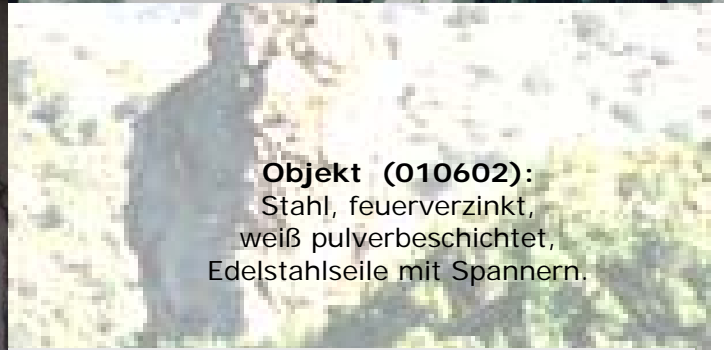 Objekt (010602):
Stahl, feuerverzinkt,
weiß pulverbeschichtet,
Edelstahlseile mit Spannern.